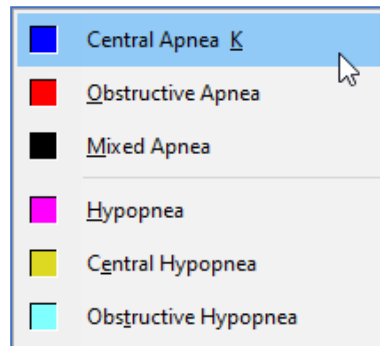 Central Apnea K
Obstructive Apnea
Mixed Apnea
Hypopnea
Central Hypopnea
Obstructive Hypopnea